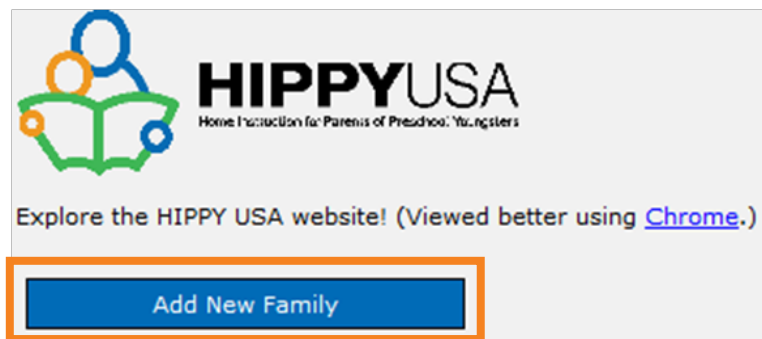 HIPPYUSA
Home Instruction for Parents of Preschool Youngsters
Explore the HIPPY USA website! (Viewed better using Chrome.)
Add New Family